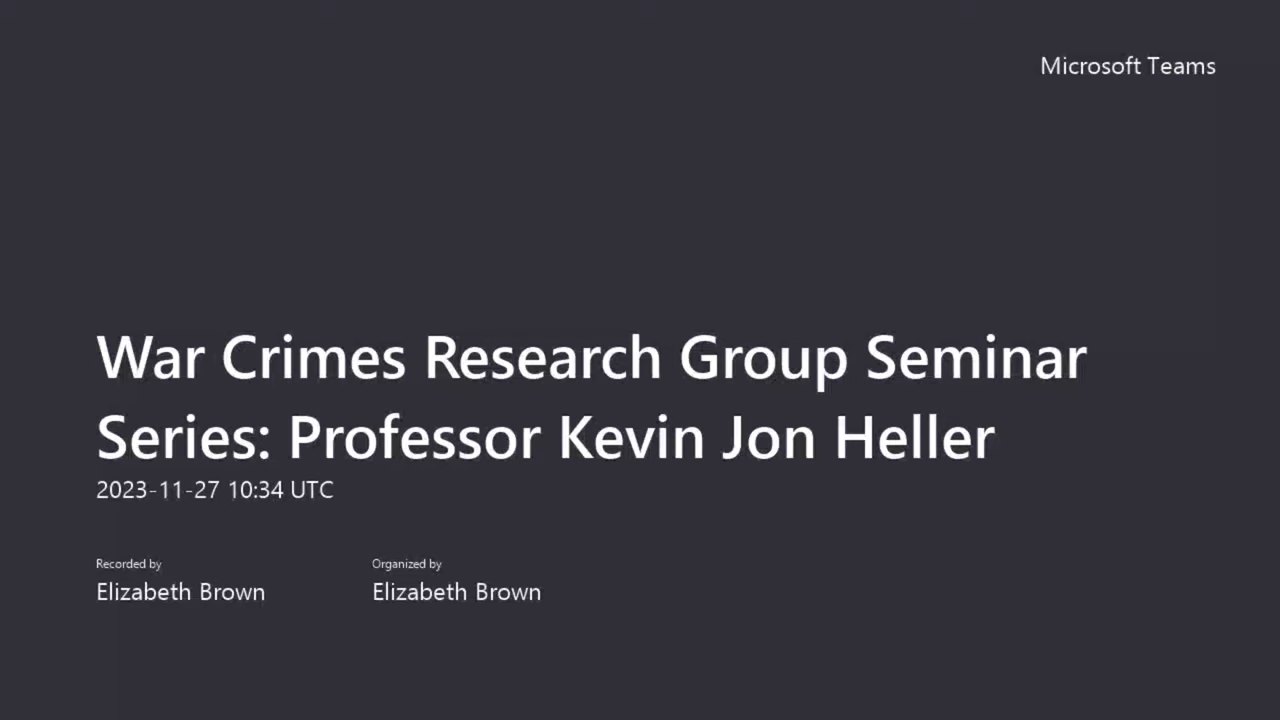 Microsoft Teams
War Crimes Research Group Seminar
Series: Professor Kevin Jon Heller
2023-11-27 10:34 UTC
Recorded by
Elizabeth Brown
Organized by
Elizabeth Brown